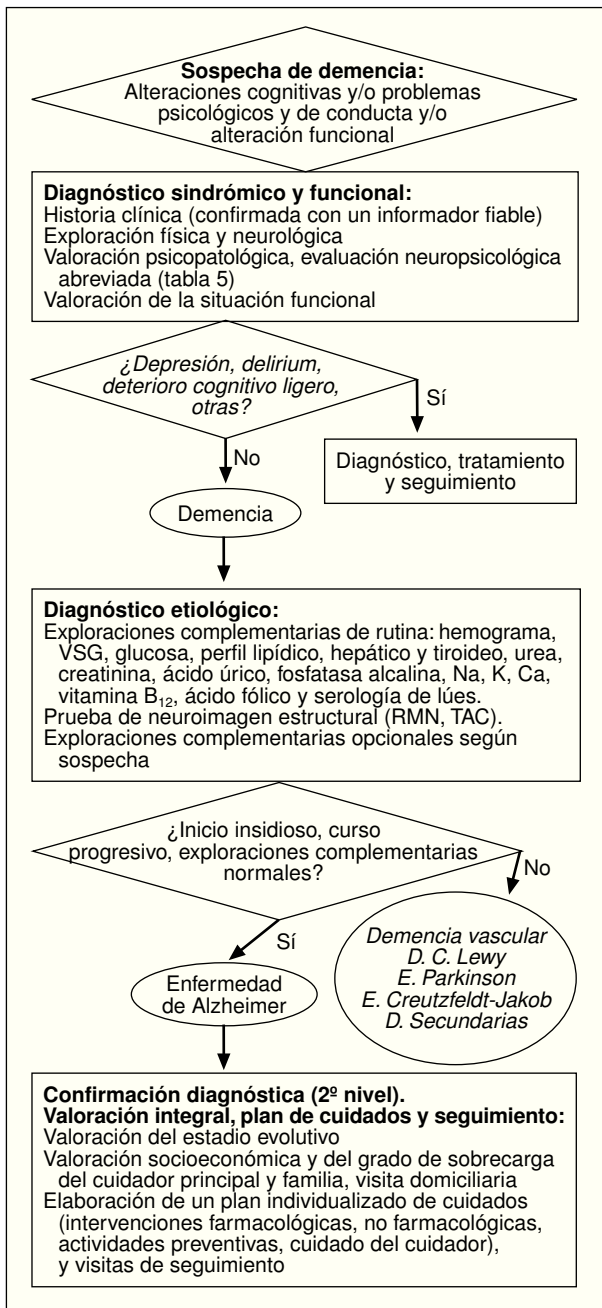 Sospecha de demencia:
Alteraciones cognitivas y/o problemas
psicológicos y de conducta y/o
alteración funcional
Diagnóstico sindrómico y funcional:
Historia clínica (confirmada con un informador fiable)
Exploración física y neurológica
Valoración psicopatológica, evaluación neuropsicológica
abreviada (tabla 5)
Valoración de la situación funcional
¿Depresión, delirium,
deterioro cognitivo ligero,
otras?
Sí
No
Diagnóstico, tratamiento
y seguimiento
Demencia
Diagnóstico etiológico:
Exploraciones complementarias de rutina: hemograma,
VSG, glucosa, perfil lipídico, hepático y tiroideo, urea,
creatinina, ácido úrico, fosfatasa alcalina, Na, K, Ca,
vitamina B₁₂, ácido fólico y serología de lúes.
Prueba de neuroimagen estructural (RMN, TAC).
Exploraciones complementarias opcionales según
sospecha
¿Inicio insidioso, curso
progresivo, exploraciones complementarias
normales?
No
Sí
Demencia vascular
D. C. Lewy
E. Parkinson
E. Creutzfeldt-Jakob
D. Secundarias
Enfermedad
de Alzheimer
Confirmación diagnóstica (2º nivel).
Valoración integral, plan de cuidados y seguimiento:
Valoración del estadio evolutivo
Valoración socioeconómica y del grado de sobrecarga
del cuidador principal y familia, visita domiciliaria
Elaboración de un plan individualizado de cuidados
(intervenciones farmacológicas, no farmacológicas,
actividades preventivas, cuidado del cuidador),
y visitas de seguimiento